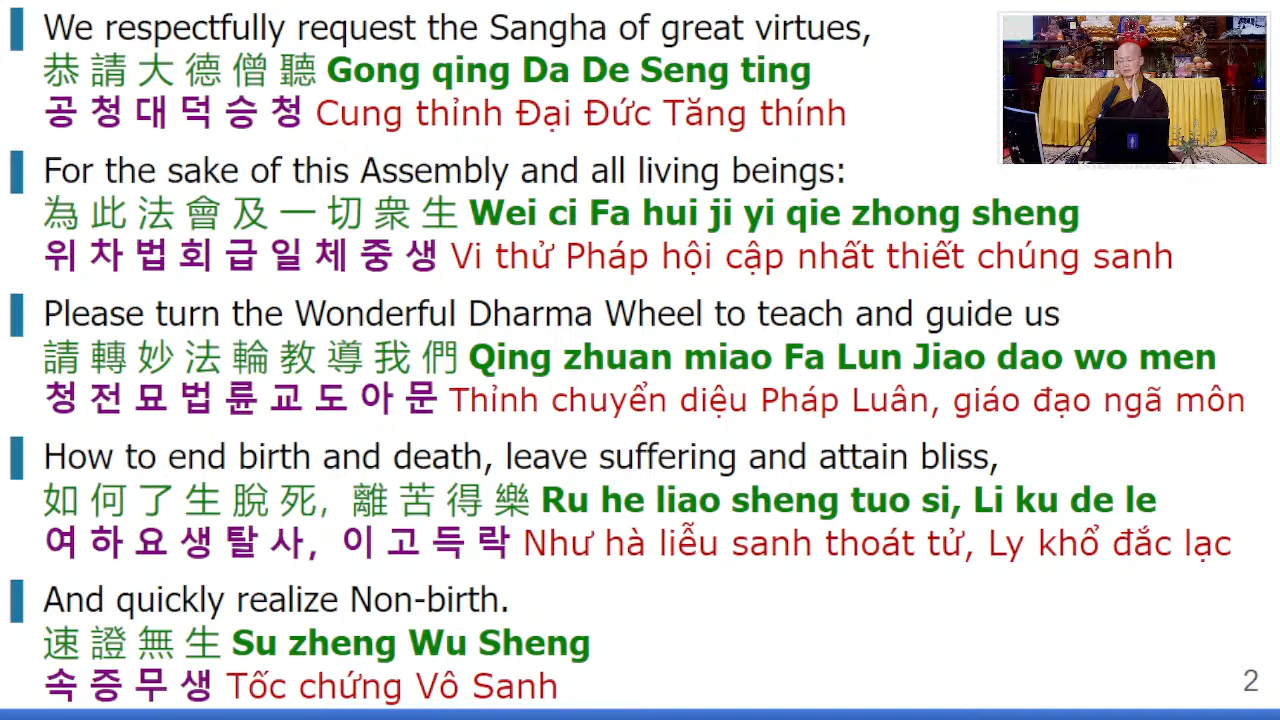 We respectfully request the Sangha of great virtues,
恭 請 大 德 僧 聽 Gong qing Da De Seng ting
공 청 대 덕 승 청 Cung thỉnh Đại Đức Tăng thính
For the sake of this Assembly and all living beings:
為 此 法 會 及 一 切 衆 生 Wei ci Fa hui ji yi qie zhong sheng
위 차 법 회 급 일 체 중 생 Vi thử Pháp hội cập nhất thiết chúng sanh
Please turn the Wonderful Dharma Wheel to teach and guide us
請 轉 妙 法 輪 教 導 我 們 Qing zhuan miao Fa Lun Jiao dao wo men
청 전 묘 법 륜 교 도 아 문 Thỉnh chuyển diệu Pháp Luân, giáo đạo ngã môn
How to end birth and death, leave suffering and attain bliss,
如 何 了 生 脫 死, 離 苦 得 樂 Ru he liao sheng tuo si, Li ku de le
여 하 요 생 탈 사, 이 고 득 락 Như hà liễu sanh thoát tử, Ly khổ đắc lạc
And quickly realize Non-birth.
速 證 無 生 Su zheng Wu Sheng
속 증 무 생 Tốc chứng Vô Sanh
2